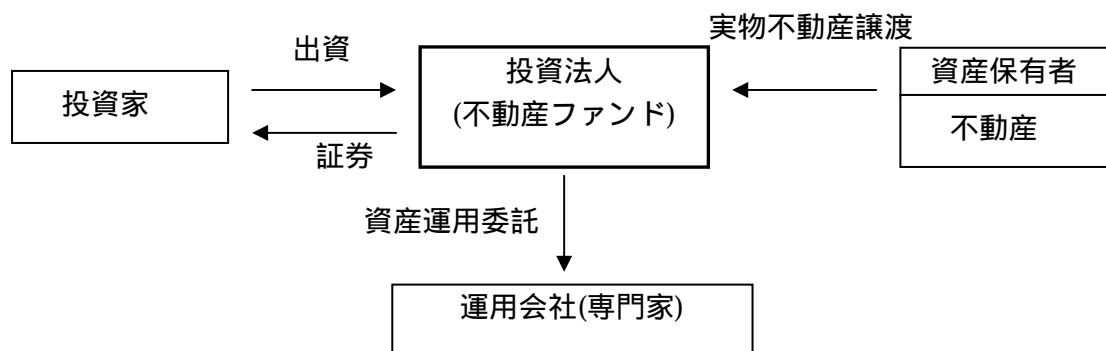 実物不動産譲渡
出資
投資家
投資法人
(不動産ファンド)
資産保有者
不動産
証券
資産運用委託
運用会社(専門家)